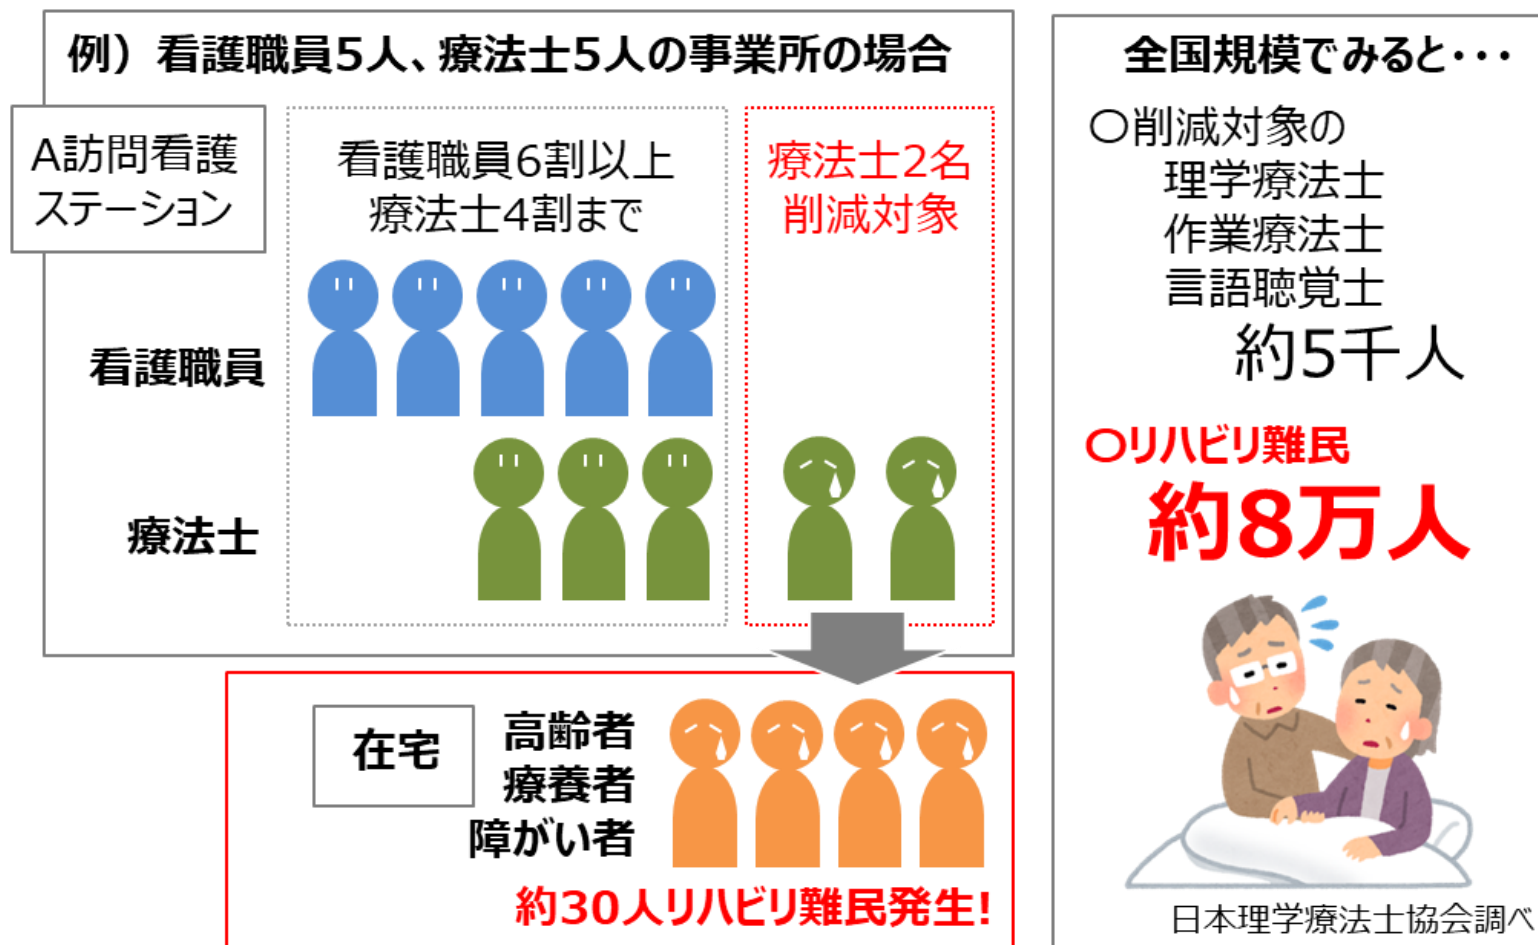 例）看護職員5人、療法士5人の事業所の場合
A訪問看護
ステーション
看護職員6割以上
療法士4割まで
療法士2名
削減対象
看護職員
療法士
在宅
高齢者
療養者
障がい者
約30人リハビリ難民発生!
全国規模でみると・・・
〇削減対象の
理学療法士
作業療法士
言語聴覚士
約5千人
〇リハビリ難民
約8万人
日本理学療法士協会調べ